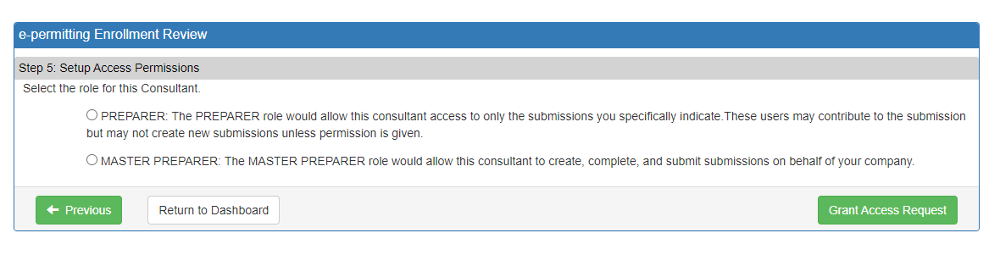 e-permitting Enrollment Review
Step 5: Setup Access Permissions
Select the role for this Consultant.
PREPARER: The PREPARER role would allow this consultant access to only the submissions you specifically indicate.These users may contribute to the submission
but may not create new submissions unless permission is given.
MASTER PREPARER: The MASTER PREPARER role would allow this consultant to create, complete, and submit submissions on behalf of your company.
Previous
Return to Dashboard
Grant Access Request